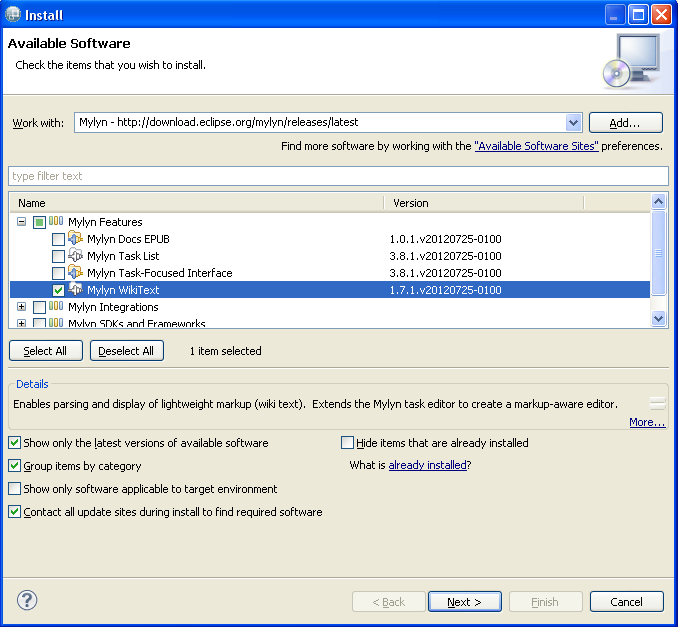 Install
Available Software
Check the items that you wish to install.
Work with: Mylyn - http://download.eclipse.org/mylyn/releases/latest Add...
Find more software by working with the "Available Software Sites" preferences.
type filter text
Name Version
Mylyn Features
Mylyn Docs EPUB 1.0.1.v20120725-0100
Mylyn Task List 3.8.1.v20120725-0100
Mylyn Task-Focused Interface 3.8.1.v20120725-0100
Mylyn WikiText 1.7.1.v20120725-0100
Mylyn Integrations
Mylyn SDKs and Frameworks
Select All Deselect All 1 item selected
Details
Enables parsing and display of lightweight markup (wiki text). Extends the Mylyn task editor to create a markup-aware editor.
More...
Show only the latest versions of available software Hide items that are already installed
Group items by category What is already installed?
Show only software applicable to target environment
Contact all update sites during install to find required software
? < Back Next > Finish Cancel